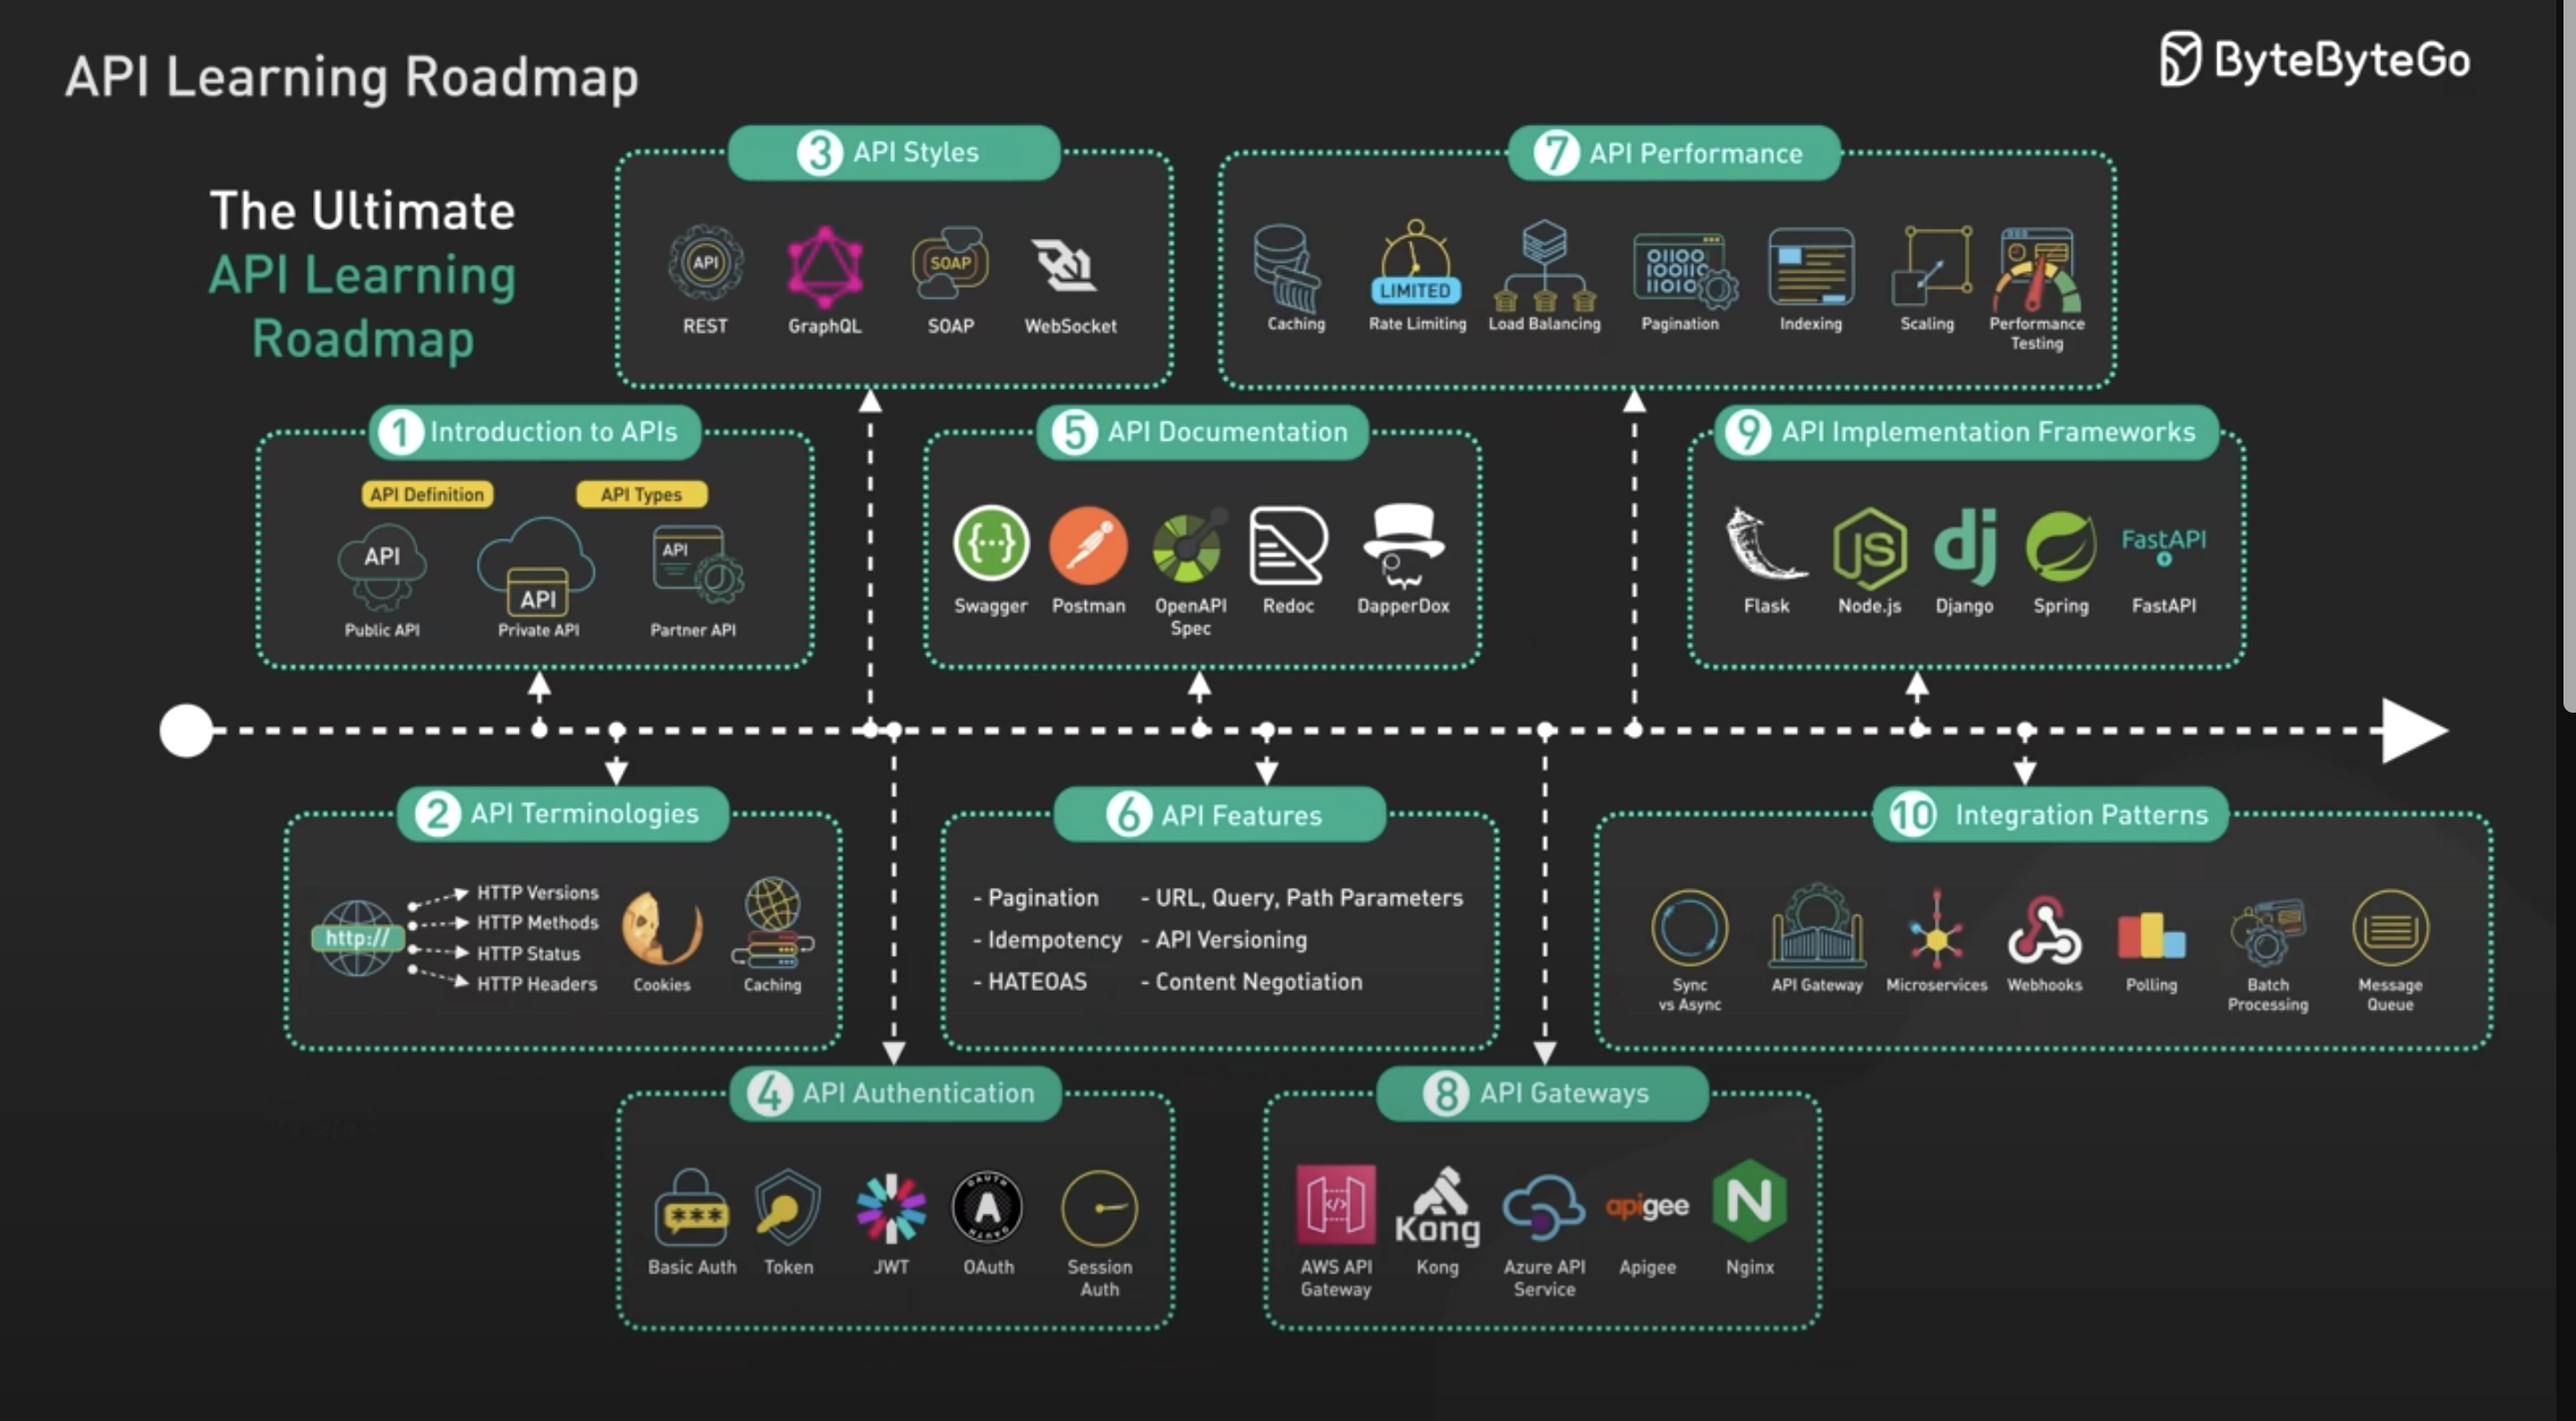 API Learning Roadmap
ByteByteGo
The Ultimate
API Learning
Roadmap
1 Introduction to APIs
API Definition
API Types
API
Public API
API
Private API
API
Partner API
2 API Terminologies
http://
HTTP Versions
HTTP Methods
HTTP Status
HTTP Headers
Cookies
Caching
3 API Styles
API
REST
GraphQL
SOAP
SOAP
WebSocket
4 API Authentication
***
Basic Auth
Token
JWT
OAUTH
A
OAUTH
OAuth
Session
Auth
5 API Documentation
{···}
Swagger
Postman
OpenAPI
Spec
Redoc
DapperDox
6 API Features
- Pagination
- Idempotency
- HATEOAS
- URL, Query, Path Parameters
- API Versioning
- Content Negotiation
7 API Performance
Caching
LIMITED
Rate Limiting
Load Balancing
01100
10011
11010
Pagination
Indexing
Scaling
Performance
Testing
8 API Gateways
</>
AWS API
Gateway
Kong
Kong
Azure API
Service
apigee
Apigee
N
Nginx
9 API Implementation Frameworks
Flask
JS
Node.js
dj
Django
Spring
FastAPI
FastAPI
10 Integration Patterns
Sync
vs Async
API Gateway
Microservices
Webhooks
Polling
Batch
Processing
Message
Queue